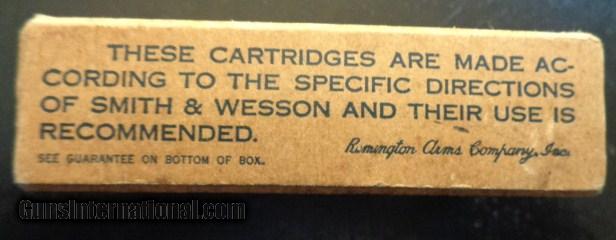 THESE CARTRIDGES ARE MADE AC-
CORDING TO THE SPECIFIC DIRECTIONS
OF SMITH & WESSON AND THEIR USE IS
RECOMMENDED.
Remington Arms Company, Inc.
SEE GUARANTEE ON BOTTOM OF BOX.
GunsInternational.com